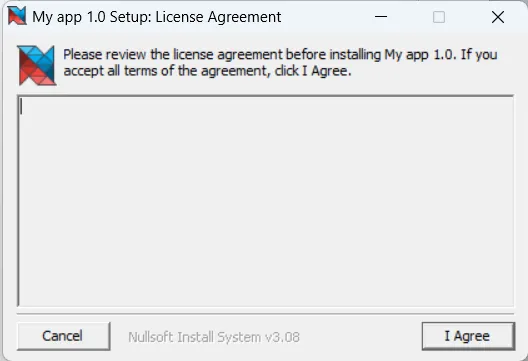 My app 1.0 Setup: License Agreement
Please review the license agreement before installing My app 1.0. If you
accept all terms of the agreement, click I Agree.
Cancel
Nullsoft Install System v3.08
I Agree